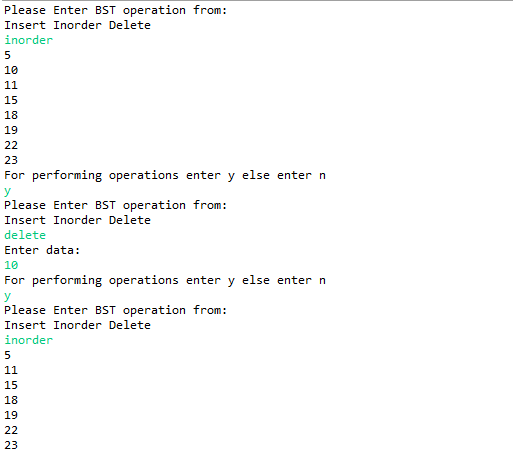 Please Enter BST operation from:
Insert Inorder Delete
inorder
5
10
11
15
18
19
22
23
For performing operations enter y else enter n
y
Please Enter BST operation from:
Insert Inorder Delete
delete
Enter data:
10
For performing operations enter y else enter n
y
Please Enter BST operation from:
Insert Inorder Delete
inorder
5
11
15
18
19
22
23